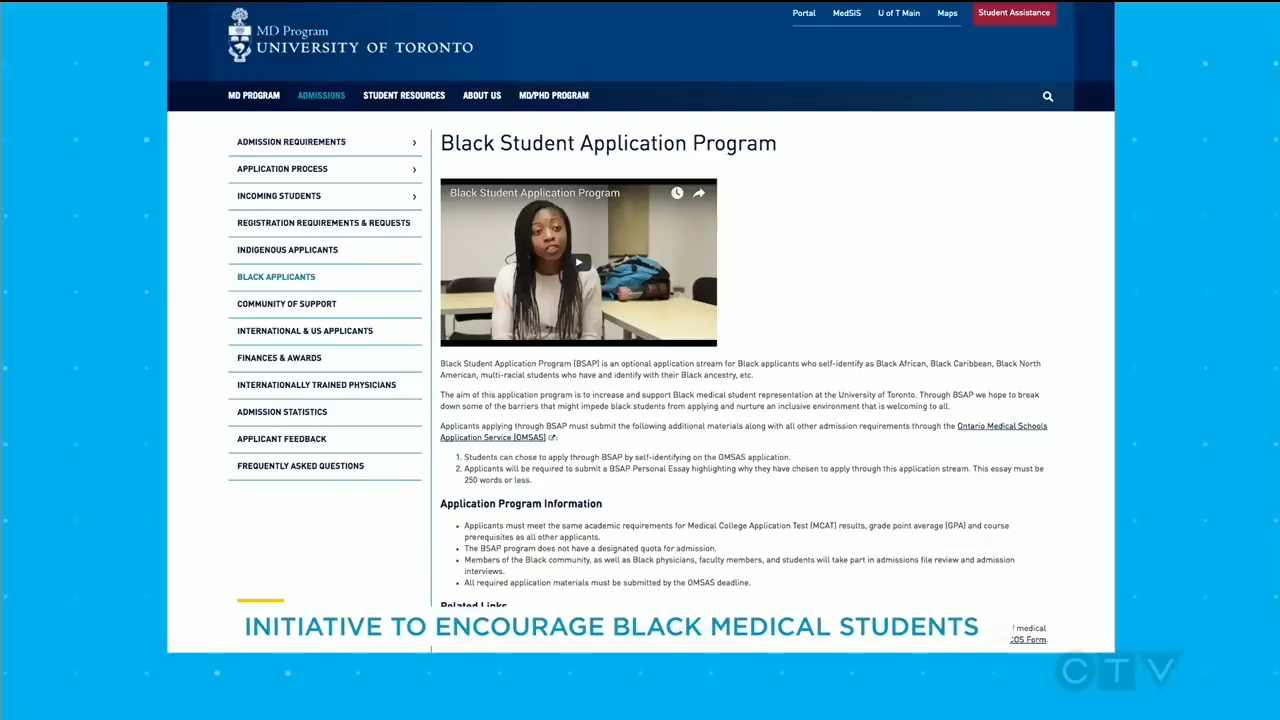 Portal MedSIS U of T Main Maps Student Assistance
MD Program
UNIVERSITY OF TORONTO
MD PROGRAM ADMISSIONS STUDENT RESOURCES ABOUT US MD/PHD PROGRAM
ADMISSION REQUIREMENTS
APPLICATION PROCESS
INCOMING STUDENTS
REGISTRATION REQUIREMENTS & REQUESTS
INDIGENOUS APPLICANTS
BLACK APPLICANTS
COMMUNITY OF SUPPORT
INTERNATIONAL & US APPLICANTS
FINANCES & AWARDS
INTERNATIONALLY TRAINED PHYSICIANS
ADMISSION STATISTICS
APPLICANT FEEDBACK
FREQUENTLY ASKED QUESTIONS
Black Student Application Program
Black Student Application Program
Black Student Application Program (BSAP) is an optional application stream for Black applicants who self-identify as Black African, Black Caribbean, Black North
American, multi-racial students who have and identify with their Black ancestry, etc.
The aim of this application program is to increase and support Black medical student representation at the University of Toronto. Through BSAP we hope to break
down some of the barriers that might impede black students from applying and nurture an inclusive environment that is welcoming to all.
Applicants applying through BSAP must submit the following additional materials along with all other admission requirements through the Ontario Medical Schools
Application Service (OMSAS):
1. Students can chose to apply through BSAP by self-identifying on the OMSAS application.
2. Applicants will be required to submit a BSAP Personal Essay highlighting why they have chosen to apply through this application stream. This essay must be
250 words or less.
Application Program Information
• Applicants must meet the same academic requirements for Medical College Application Test (MCAT) results, grade point average (GPA) and course
prerequisites as all other applicants.
• The BSAP program does not have a designated quota for admission.
• Members of the Black community, as well as Black physicians, faculty members, and students will take part in admissions file review and admission
interviews.
• All required application materials must be submitted by the OMSAS deadline.
Related Links
medical
Form.
INITIATIVE TO ENCOURAGE BLACK MEDICAL STUDENTS
CTV